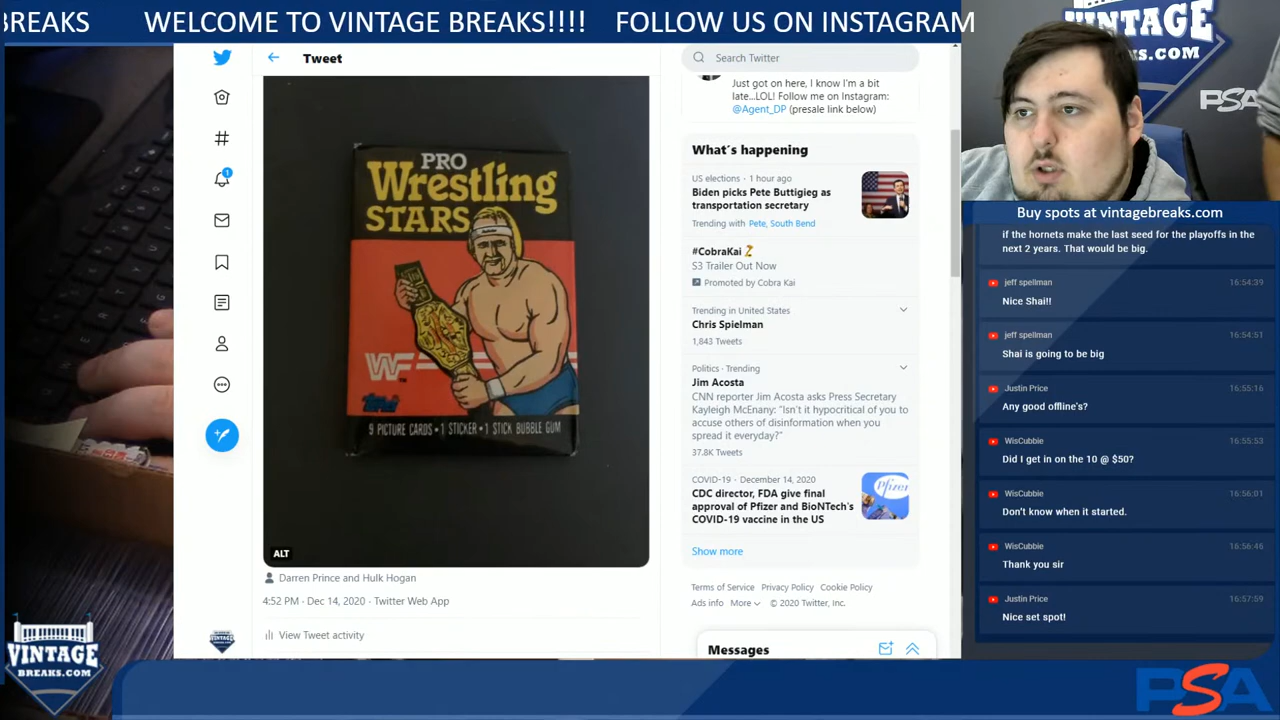 BREAKS WELCOME TO VINTAGE BREAKS!!!! FOLLOW US ON INSTAGRAM
Tweet
PRO
Wrestling
STARS
WF
TOPPS
9 PICTURE CARDS • 1 STICKER • 1 STICK BUBBLE GUM
ALT
Darren Prince and Hulk Hogan
4:52 PM · Dec 14, 2020 · Twitter Web App
View Tweet activity
1
Search Twitter
Just got on here, I know I'm a bit
late...LOL! Follow me on Instagram:
@Agent_DP (presale link below)
What's happening
US elections · 1 hour ago
Biden picks Pete Buttigieg as
transportation secretary
Trending with Pete, South Bend
#CobraKai
S3 Trailer Out Now
Promoted by Cobra Kai
Trending in United States
Chris Spielman
1,843 Tweets
Politics · Trending
Jim Acosta
CNN reporter Jim Acosta asks Press Secretary
Kayleigh McEnany: "Isn't it hypocritical of you to
accuse others of disinformation when you
spread it everyday?"
37.8K Tweets
COVID-19 · December 14, 2020
CDC director, FDA give final
approval of Pfizer and BioNTech's
COVID-19 vaccine in the US
Pfizer
Show more
Terms of Service Privacy Policy Cookie Policy
Ads info More © 2020 Twitter, Inc.
Messages
VINTAGE
BREAKS.COM
PSA
Buy spots at vintagebreaks.com
if the hornets make the last seed for the playoffs in the
next 2 years. That would be big.
jeff spellman 16:54:39
Nice Shai!!
jeff spellman 16:54:51
Shai is going to be big
Justin Price 16:55:16
Any good offline's?
WisCubbie 16:55:53
Did I get in on the 10 @ $50?
WisCubbie 16:56:01
Don't know when it started.
WisCubbie 16:56:46
Thank you sir
Justin Price 16:57:59
Nice set spot!
VINTAGE
BREAKS.COM
PSA